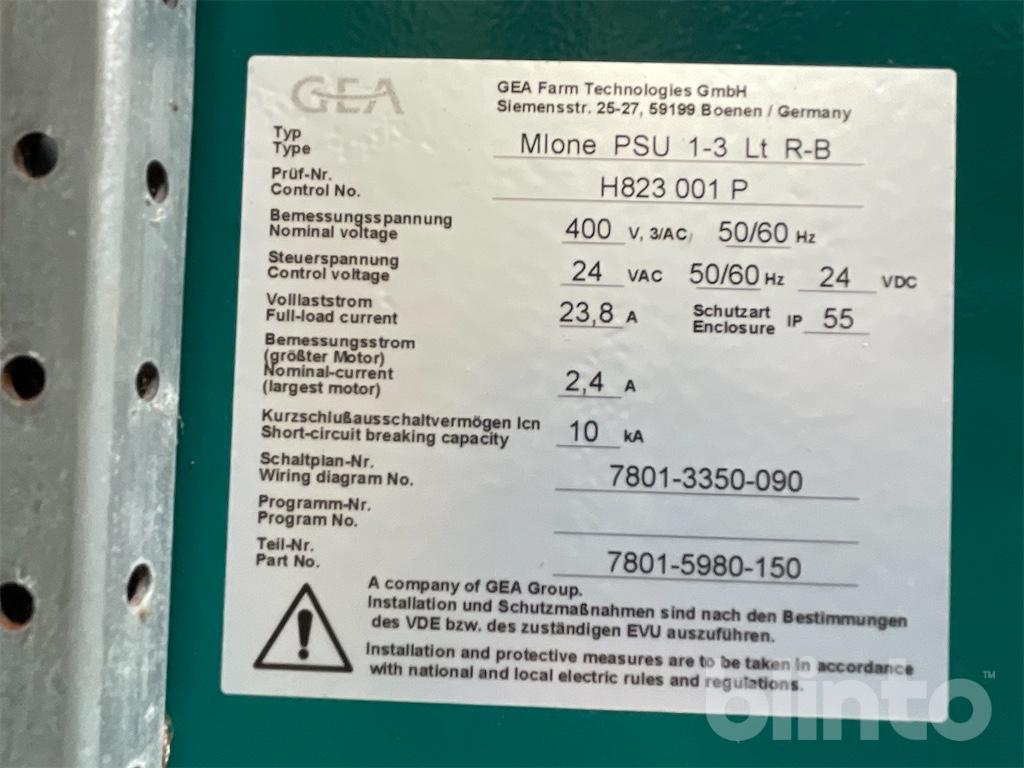 GEA
GEA Farm Technologies GmbH
Siemensstr. 25-27, 59199 Boenen / Germany
Typ
Type
MIone PSU 1-3 Lt R-B
Prüf-Nr.
Control No.
H823 001 P
Bemessungsspannung
Nominal voltage
400 V, 3/AC, 50/60 Hz
Steuerspannung
Control voltage
24 VAC 50/60 Hz 24 VDC
Volllaststrom
Full-load current
23,8 A
Schutzart
Enclosure
IP 55
Bemessungsstrom
(größter Motor)
Nominal-current
(largest motor)
2,4 A
Kurzschlußausschaltvermögen Icn
Short-circuit breaking capacity
10 kA
Schaltplan-Nr.
Wiring diagram No.
7801-3350-090
Programm-Nr.
Program No.
Teil-Nr.
Part No.
7801-5980-150
A company of GEA Group.
Installation und Schutzmaßnahmen sind nach den Bestimmungen
des VDE bzw. des zuständigen EVU auszuführen.
Installation and protective measures are to be taken in accordance
with national and local electric rules and regulations.
blinto™